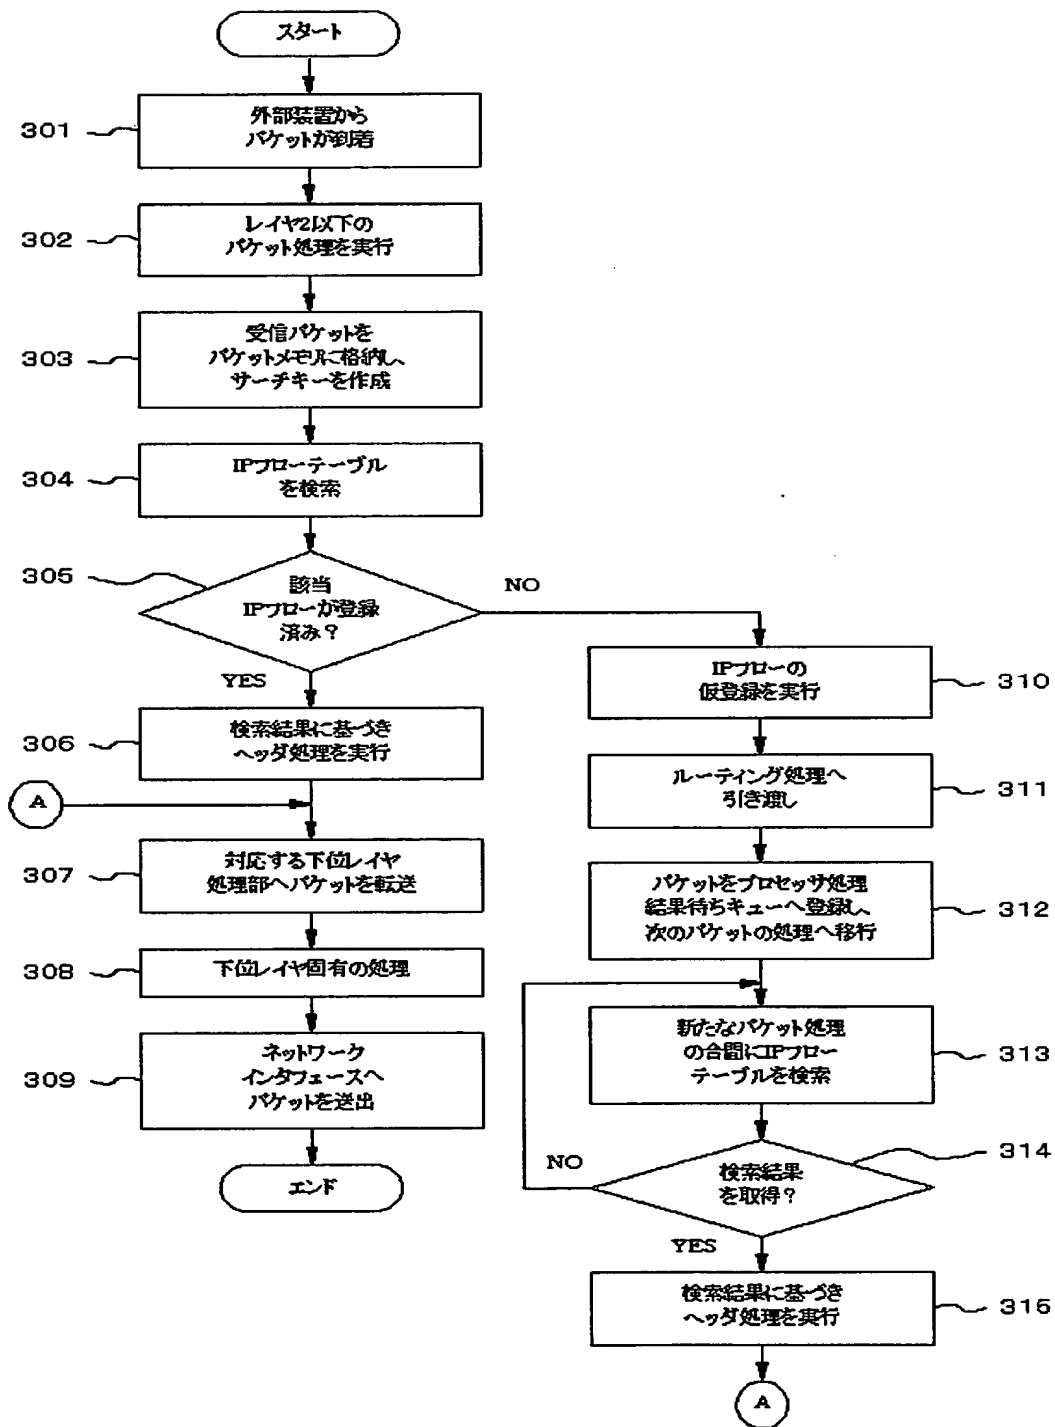 スタート
301
外部装置から
パケットが到着
302
レイヤ2以下の
パケット処理を実行
303
受信パケットを
パケットメモリに格納し、
サーチキーを作成
304
IPフローテーブル
を検索
305
該当
IPフローが登録
済み？
NO
YES
306
検索結果に基づき
ヘッダ処理を実行
A
307
対応する下位レイヤ
処理部へパケットを転送
308
下位レイヤ固有の処理
309
ネットワーク
インタフェースへ
パケットを送出
エンド
IPフローの
仮登録を実行
310
ルーティング処理へ
引き渡し
311
パケットをプロセッサ処理
結果待ちキューへ登録し、
次のパケットの処理へ移行
312
新たなパケット処理
の合間にIPフロー
テーブルを検索
313
検索結果
を取得？
314
NO
YES
検索結果に基づき
ヘッダ処理を実行
315
A